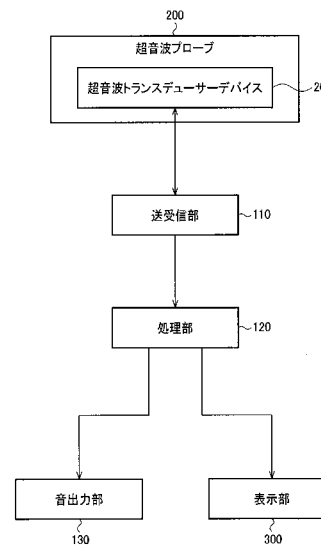 200
超音波プローブ
超音波トランスデューサーデバイス
送受信部
110
処理部
120
音出力部
表示部
130
300